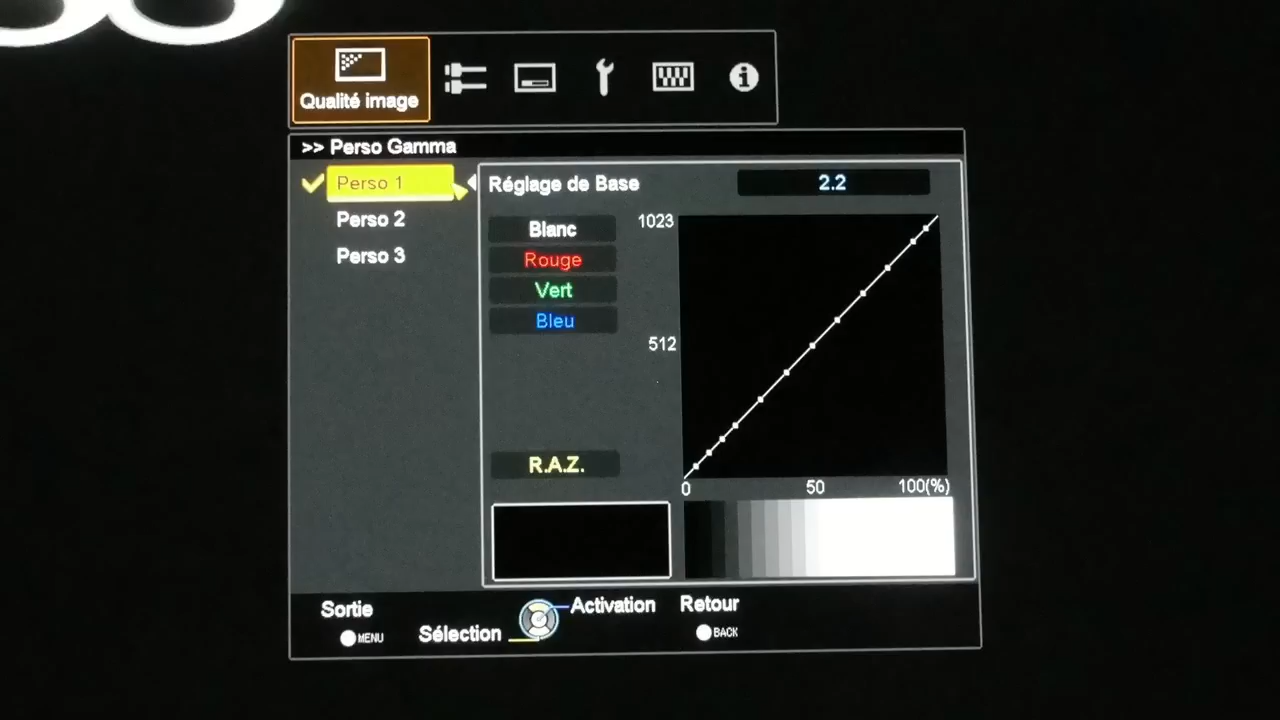 Qualité image
>> Perso Gamma
Perso 1
Réglage de Base
2.2
Perso 2
Perso 3
Blanc
1023
Rouge
Vert
Bleu
512
R.A.Z.
0
50
100(%)
Sortie
MENU
Sélection
Activation
Retour
BACK